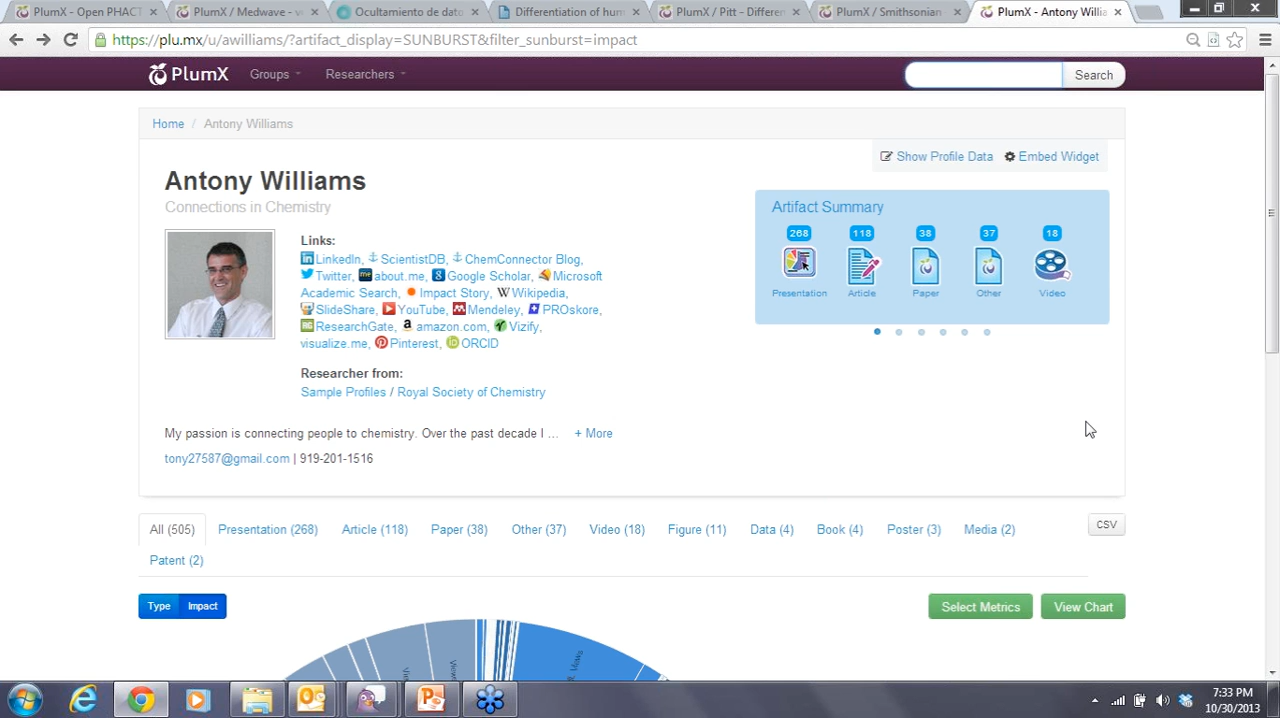 PlumX - Open PHACT
PlumX / Medwave - v
Ocultamiento de dato
Differentiation of hum
PlumX / Pitt - Differen
PlumX / Smithsonian
PlumX - Antony Willia
https://plu.mx/u/awilliams/?artifact_display=SUNBURST&filter_sunburst=impact
PlumX Groups Researchers Search
Home / Antony Williams
Show Profile Data Embed Widget
Antony Williams
Connections in Chemistry
Artifact Summary
268 118 38 37 18
Presentation Article Paper Other Video
Links:
LinkedIn, ScientistDB, ChemConnector Blog,
Twitter, about.me, Google Scholar, Microsoft
Academic Search, Impact Story, Wikipedia,
SlideShare, YouTube, Mendeley, PROskore,
ResearchGate, amazon.com, Vizify,
visualize.me, Pinterest, ORCID
Researcher from:
Sample Profiles / Royal Society of Chemistry
My passion is connecting people to chemistry. Over the past decade I ... + More
tony27587@gmail.com | 919-201-1516
All (505) Presentation (268) Article (118) Paper (38) Other (37) Video (18) Figure (11) Data (4) Book (4) Poster (3) Media (2)
CSV
Patent (2)
Type Impact
Select Metrics View Chart
Views
7:33 PM
10/30/2013